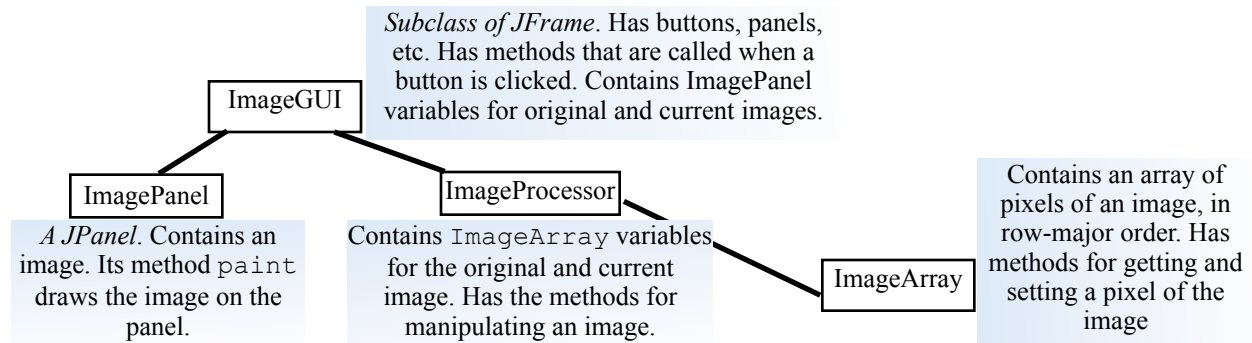 Subclass of JFrame. Has buttons, panels,
etc. Has methods that are called when a
button is clicked. Contains ImagePanel
variables for original and current images.
ImageGUI
ImagePanel
A JPanel. Contains an
image. Its method paint
draws the image on the
panel.
ImageProcessor
Contains ImageArray variables
for the original and current
image. Has the methods for
manipulating an image.
ImageArray
Contains an array of
pixels of an image, in
row-major order. Has
methods for getting and
setting a pixel of the
image